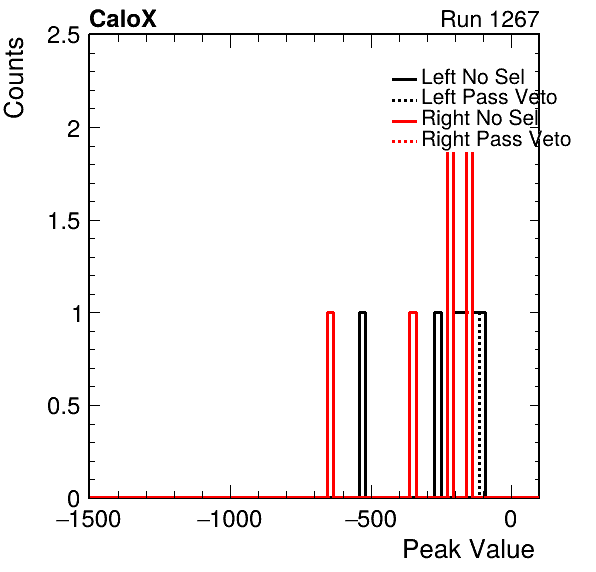 CaloX Run 1267
Counts
2.5
2
1.5
1
0.5
0
Left No Sel
Left Pass Veto
Right No Sel
Right Pass Veto
−1500 −1000 −500 0
Peak Value